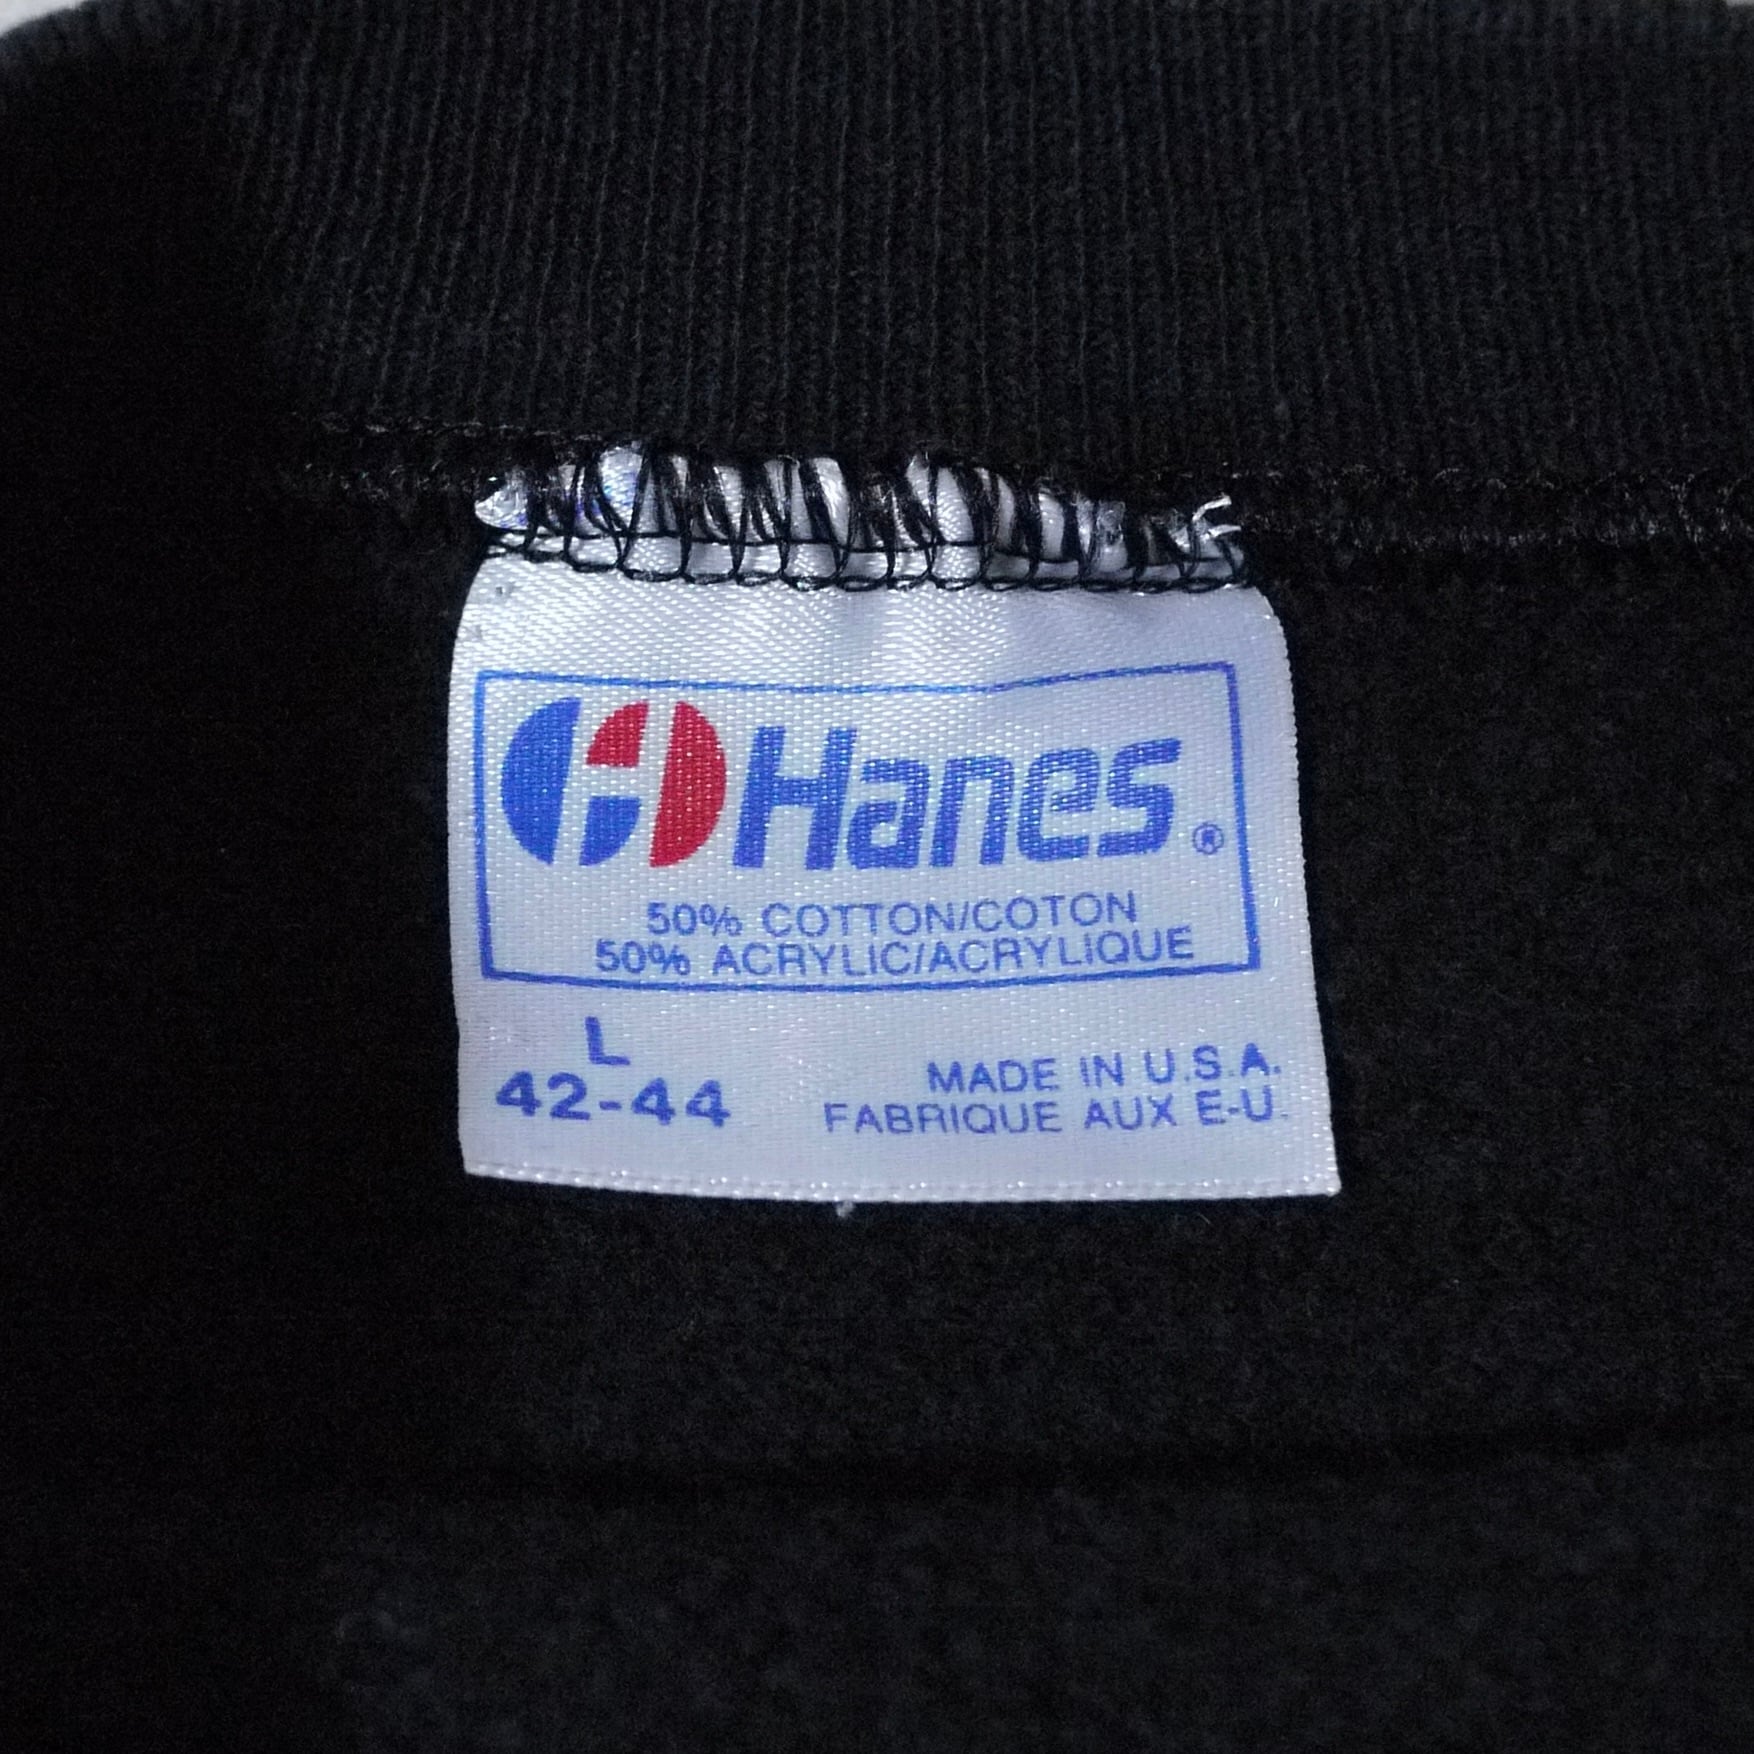 Hanes®
50% COTTON/COTON
50% ACRYLIC/ACRYLIQUE
L
42-44
MADE IN U.S.A.
FABRIQUE AUX E-U.